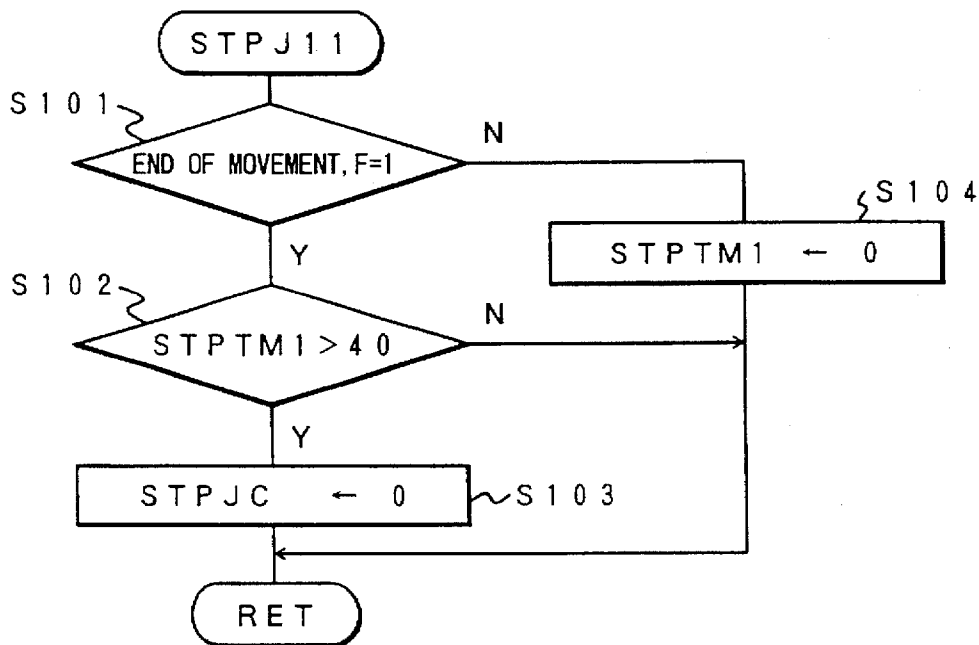 STPJ11
S101
END OF MOVEMENT, F=1
N
S104
STPTM1 ← 0
Y
S102
STPTM1>40
N
Y
STPJC ← 0
S103
RET